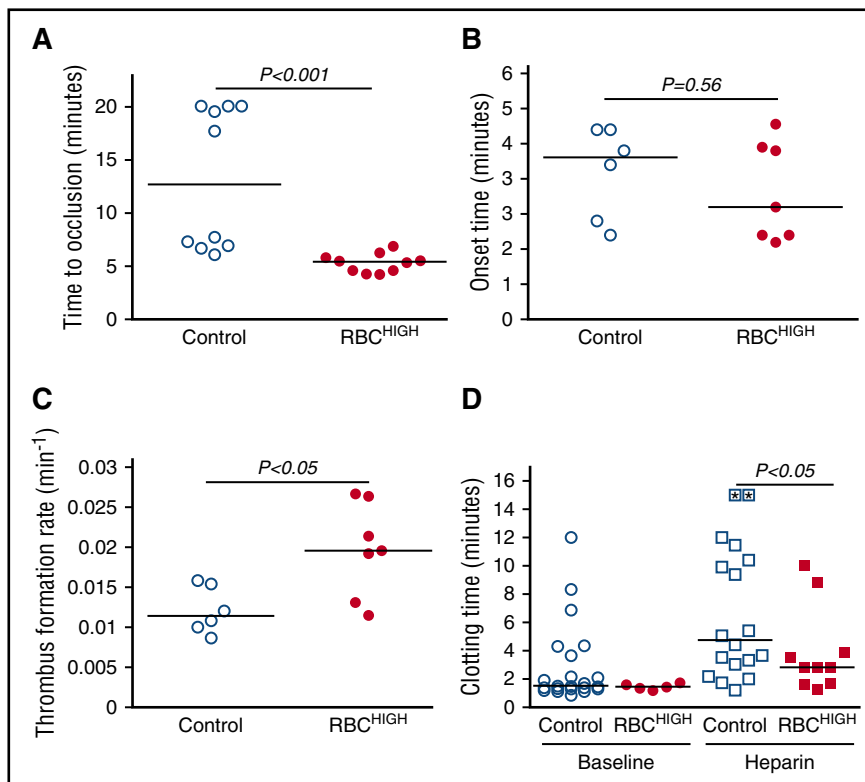 A
P<0.001
Time to occlusion (minutes)
20
15
10
5
0
Control
RBC^HIGH
B
P=0.56
Onset time (minutes)
6
5
4
3
3
2
1
0
Control
RBC^HIGH
C
P<0.05
Thrombus formation rate (min⁻¹)
0.03
0.025
0.02
0.015
0.01
0.005
0
Control
RBC^HIGH
D
P<0.05
Clotting time (minutes)
16
14
12
10
8
6
4
2
0
* *
Control RBC^HIGH Control RBC^HIGH
Baseline Heparin